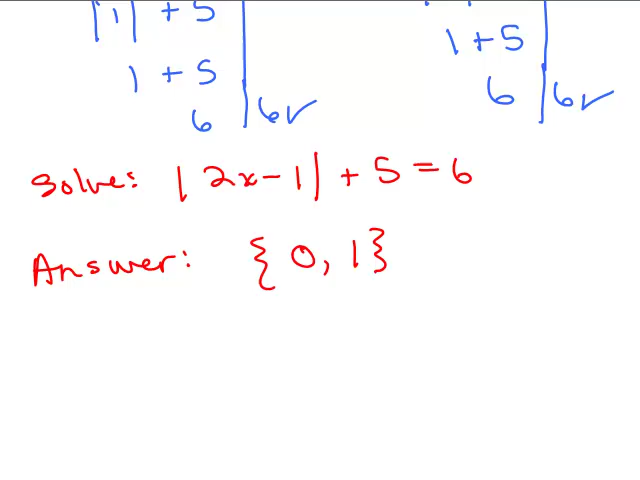 |1| + 5
1 + 5
1 + 5
6 | 6✓
6 | 6✓
Solve: |2x-1| + 5 = 6
Answer: {0, 1}